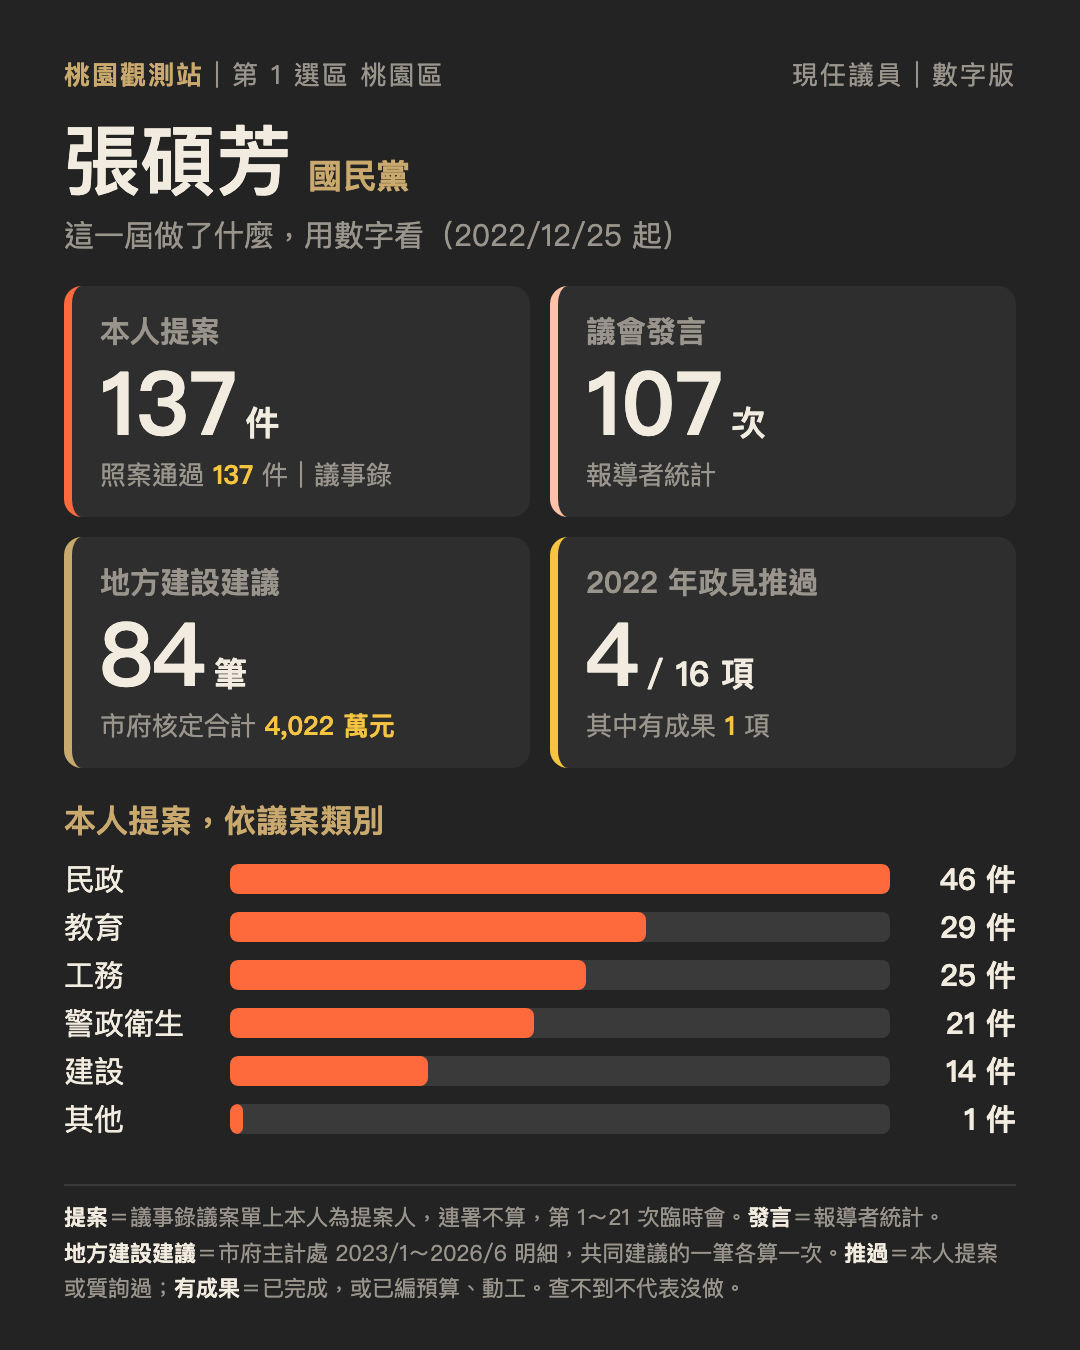 桃園觀測站｜第 1 選區 桃園區
現任議員｜數字版
張碩芳 國民黨
這一屆做了什麼，用數字看（2022/12/25 起）
本人提案
137 件
照案通過 137 件｜議事錄
議會發言
107 次
報導者統計
地方建設建議
84 筆
市府核定合計 4,022 萬元
2022 年政見推過
4 / 16 項
其中有成果 1 項
本人提案，依議案類別
民政 46 件
教育 29 件
工務 25 件
警政衛生 21 件
建設 14 件
其他 1 件
提案＝議事錄議案單上本人為提案人，連署不算，第 1～21 次臨時會。發言＝報導者統計。
地方建設建議＝市府主計處 2023/1～2026/6 明細，共同建議的一筆各算一次。推過＝本人提案
或質詢過；有成果＝已完成，或已編預算、動工。查不到不代表沒做。